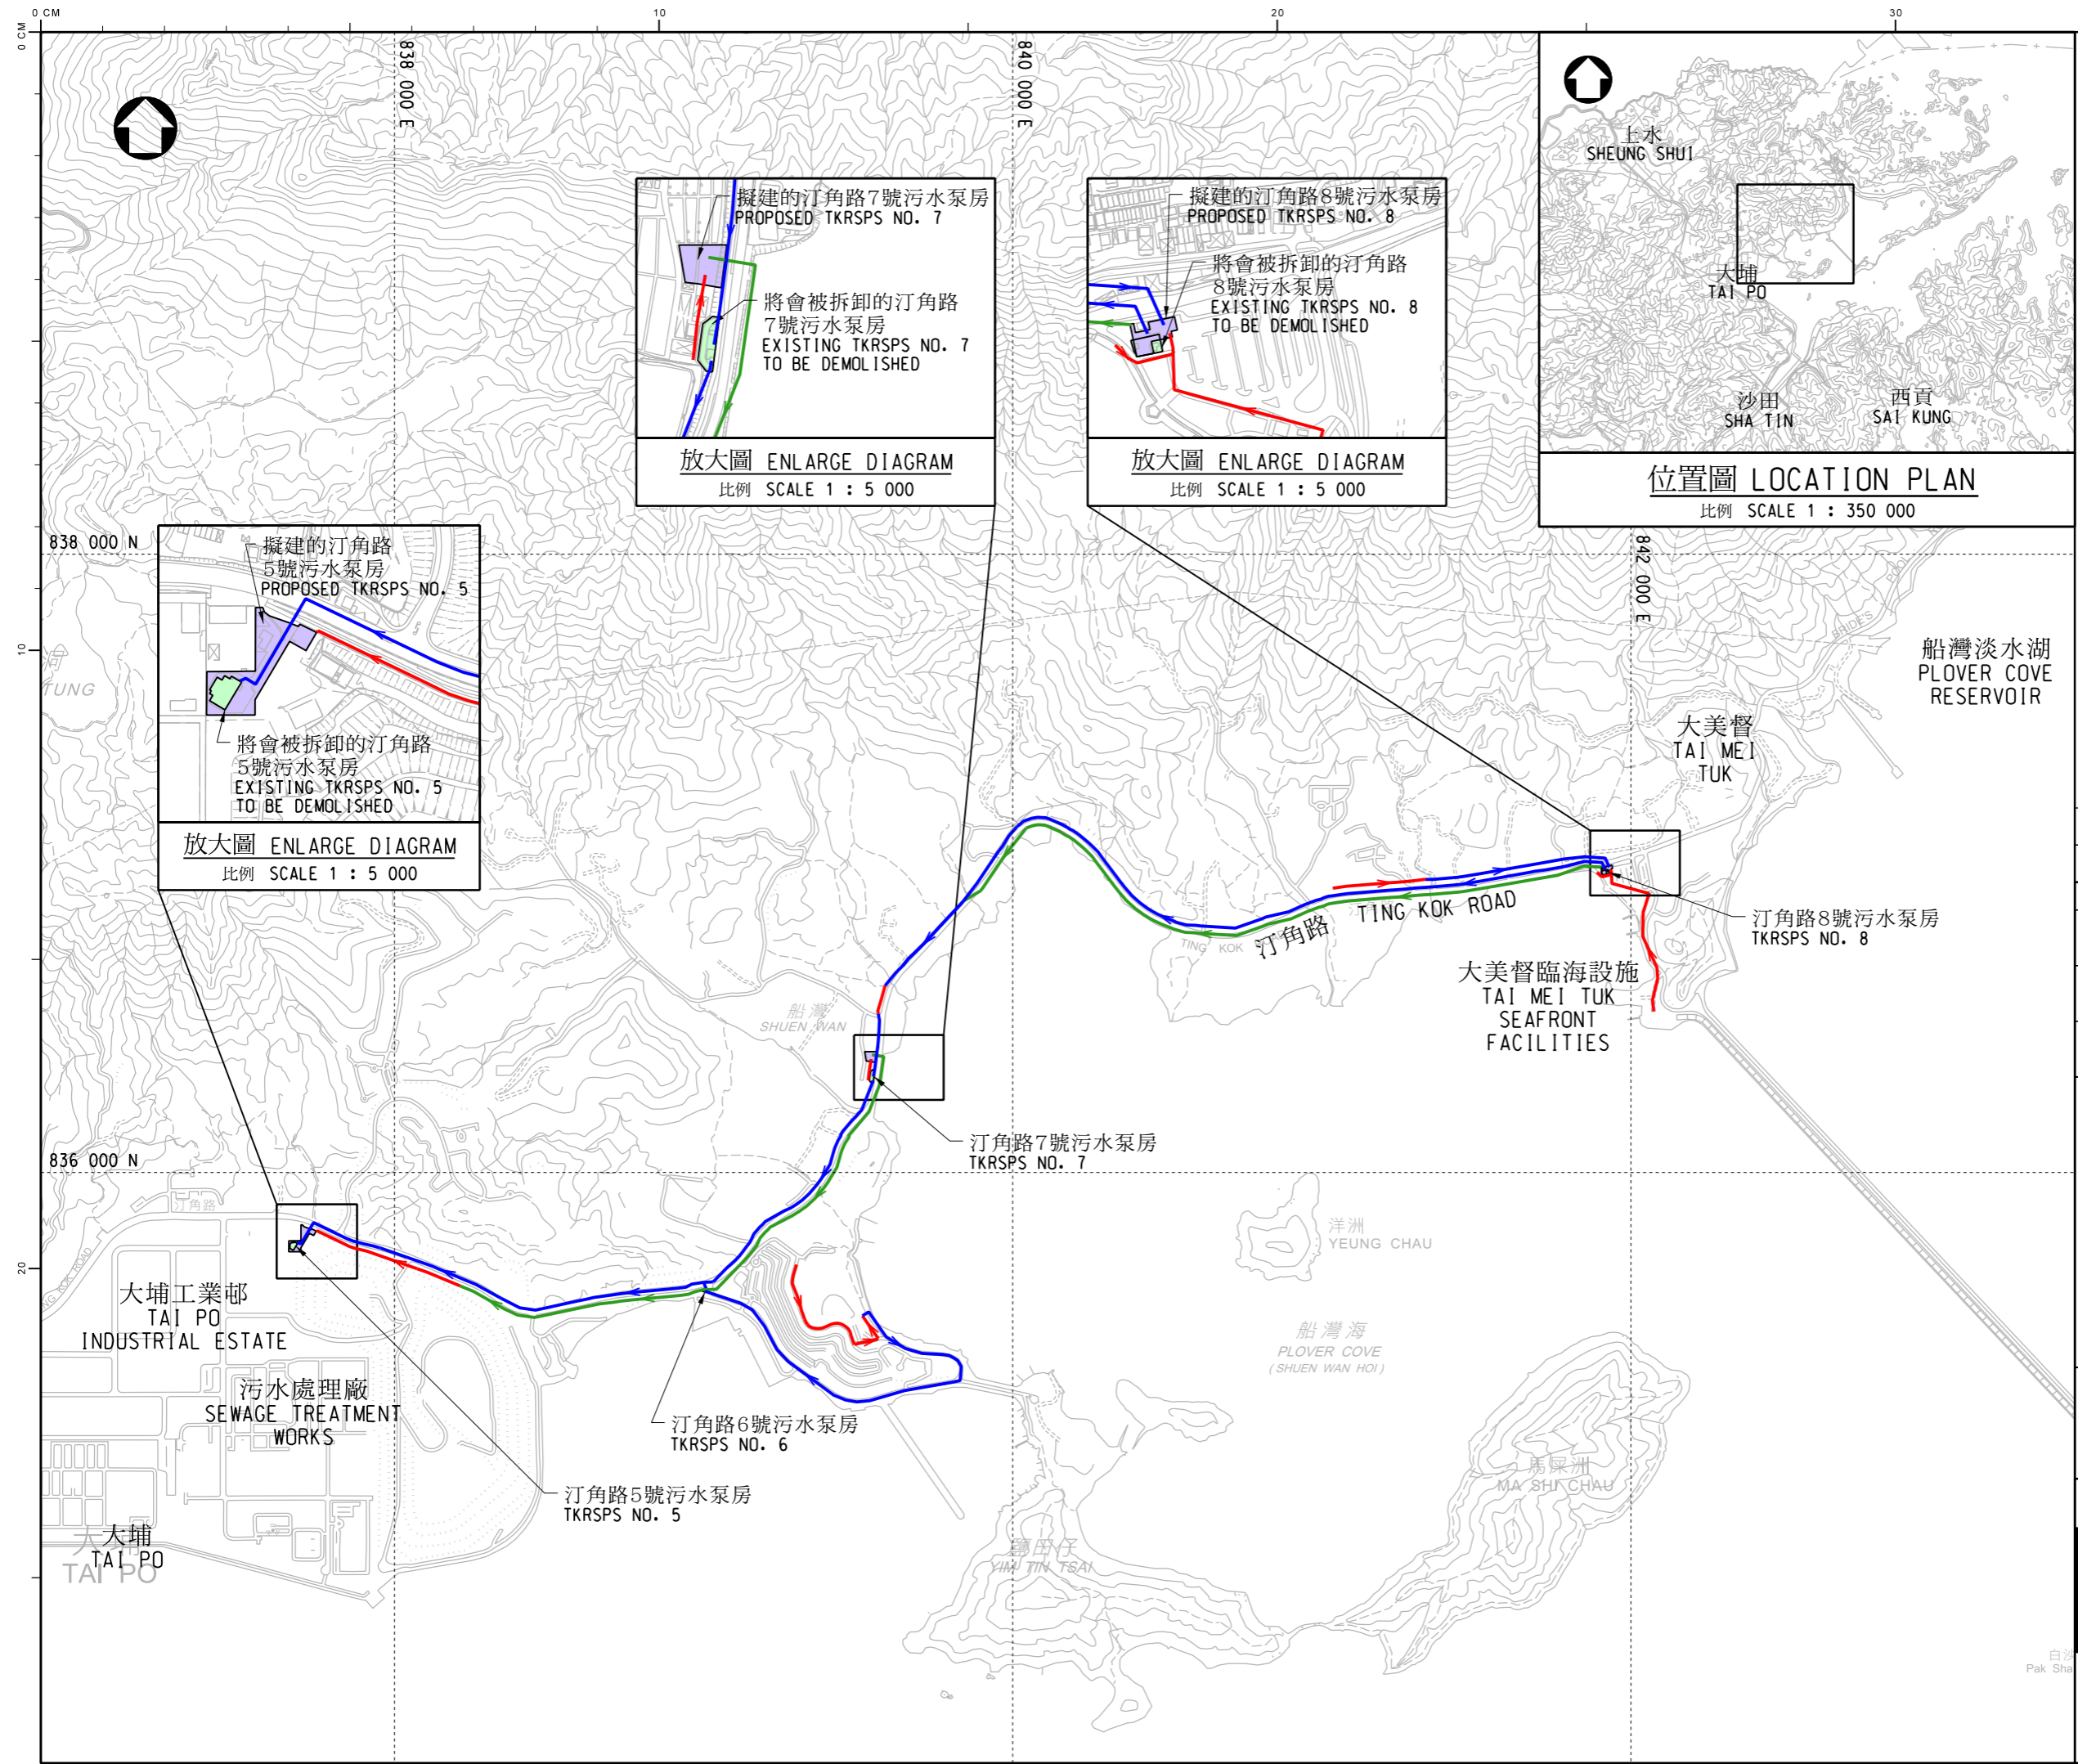 0 CM
10
20
30
0 CM
10
20
838 000 E
840 000 E
842 000 E
838 000 N
836 000 N
擬建的汀角路7號污水泵房
PROPOSED TKRSPS NO. 7
將會被拆卸的汀角路
7號污水泵房
EXISTING TKRSPS NO. 7
TO BE DEMOLISHED
放大圖 ENLARGE DIAGRAM
比例 SCALE 1 : 5 000
擬建的汀角路8號污水泵房
PROPOSED TKRSPS NO. 8
將會被拆卸的汀角路
8號污水泵房
EXISTING TKRSPS NO. 8
TO BE DEMOLISHED
放大圖 ENLARGE DIAGRAM
比例 SCALE 1 : 5 000
上水
SHEUNG SHUI
大埔
TAI PO
沙田
SHA TIN
西貢
SAI KUNG
位置圖 LOCATION PLAN
比例 SCALE 1 : 350 000
擬建的汀角路
5號污水泵房
PROPOSED TKRSPS NO. 5
將會被拆卸的汀角路
5號污水泵房
EXISTING TKRSPS NO. 5
TO BE DEMOLISHED
放大圖 ENLARGE DIAGRAM
比例 SCALE 1 : 5 000
TUNG
BRIDES
船灣淡水湖
PLOVER COVE
RESERVOIR
大美督
TAI MEI
TUK
汀角路 TING KOK ROAD
TING KOK
汀角路8號污水泵房
TKRSPS NO. 8
大美督臨海設施
TAI MEI TUK
SEAFRONT
FACILITIES
船灣
SHUEN WAN
汀角路7號污水泵房
TKRSPS NO. 7
汀角路
KOK ROAD
洋洲
YEUNG CHAU
大埔工業邨
TAI PO
INDUSTRIAL ESTATE
船灣海
PLOVER COVE
(SHUEN WAN HOI)
污水處理廠
SEWAGE TREATMENT
WORKS
汀角路6號污水泵房
TKRSPS NO. 6
汀角路5號污水泵房
TKRSPS NO. 5
馬屎洲
MA SHI CHAU
大埔
TAI PO
大埔
TAI PO
鹽田仔
YIM TIN TSAI
白沙
Pak Sha